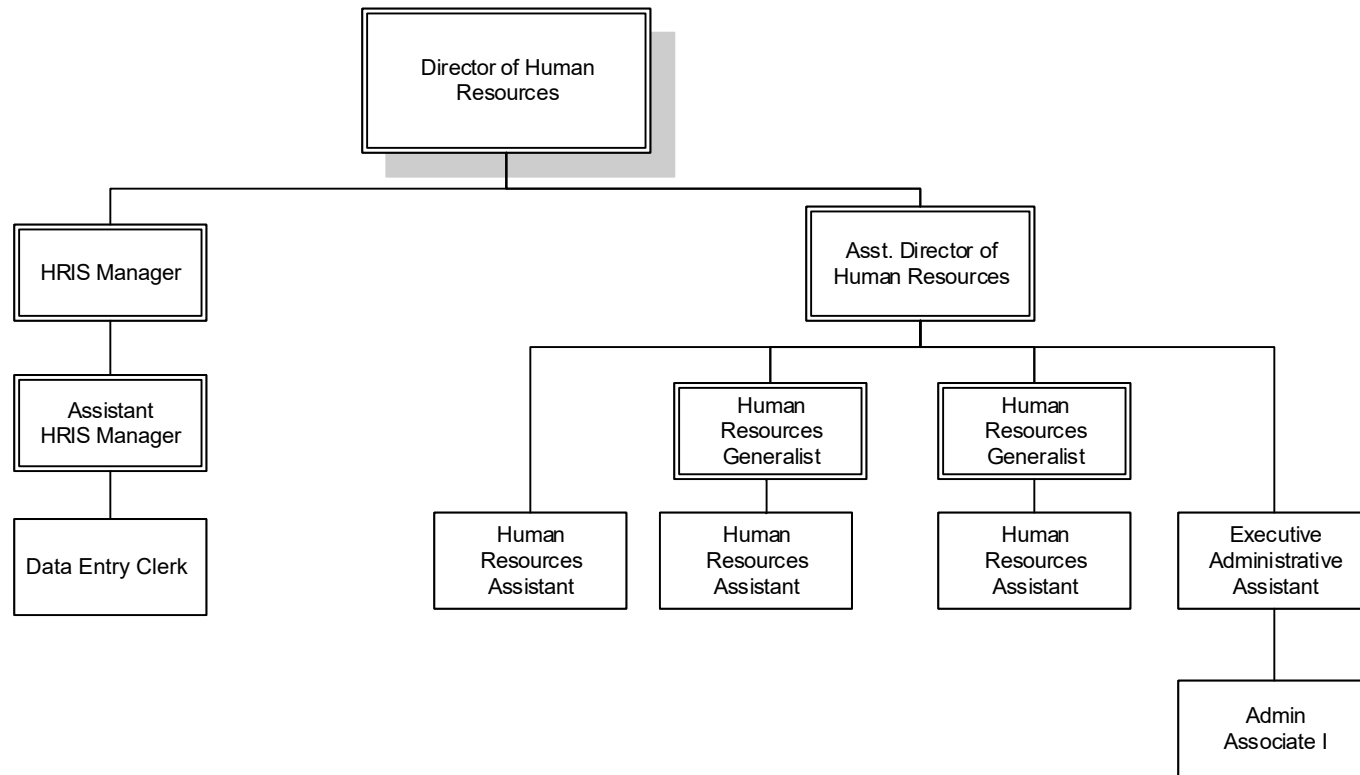 Director of Human
Resources
HRIS Manager
Asst. Director of
Human Resources
Assistant
HRIS Manager
Human
Resources
Generalist
Human
Resources
Generalist
Data Entry Clerk
Human
Resources
Assistant
Human
Resources
Assistant
Human
Resources
Assistant
Executive
Administrative
Assistant
Admin
Associate I